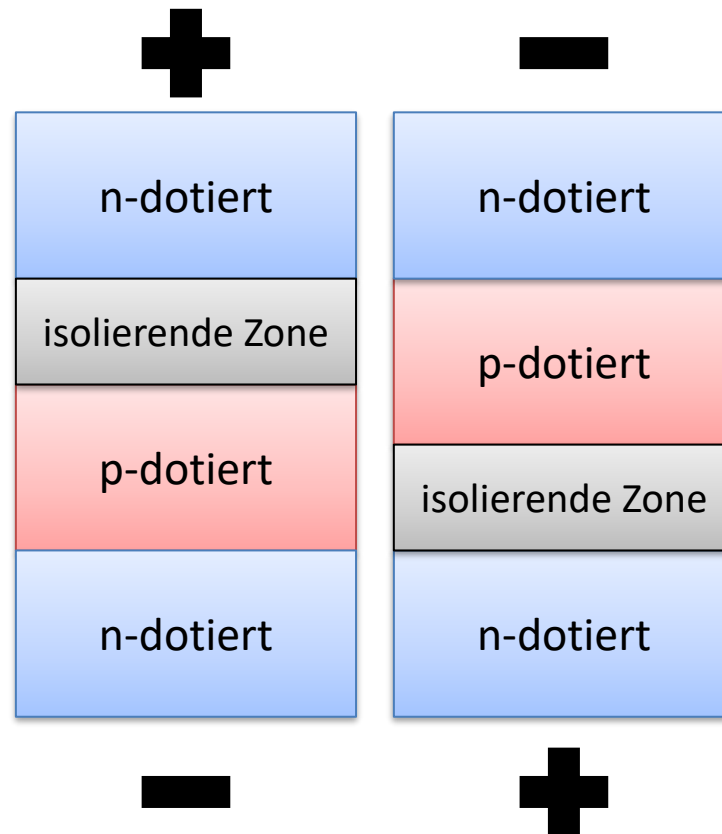 +
−
n-dotiert
isolierende Zone
p-dotiert
n-dotiert
n-dotiert
p-dotiert
isolierende Zone
n-dotiert
−
+